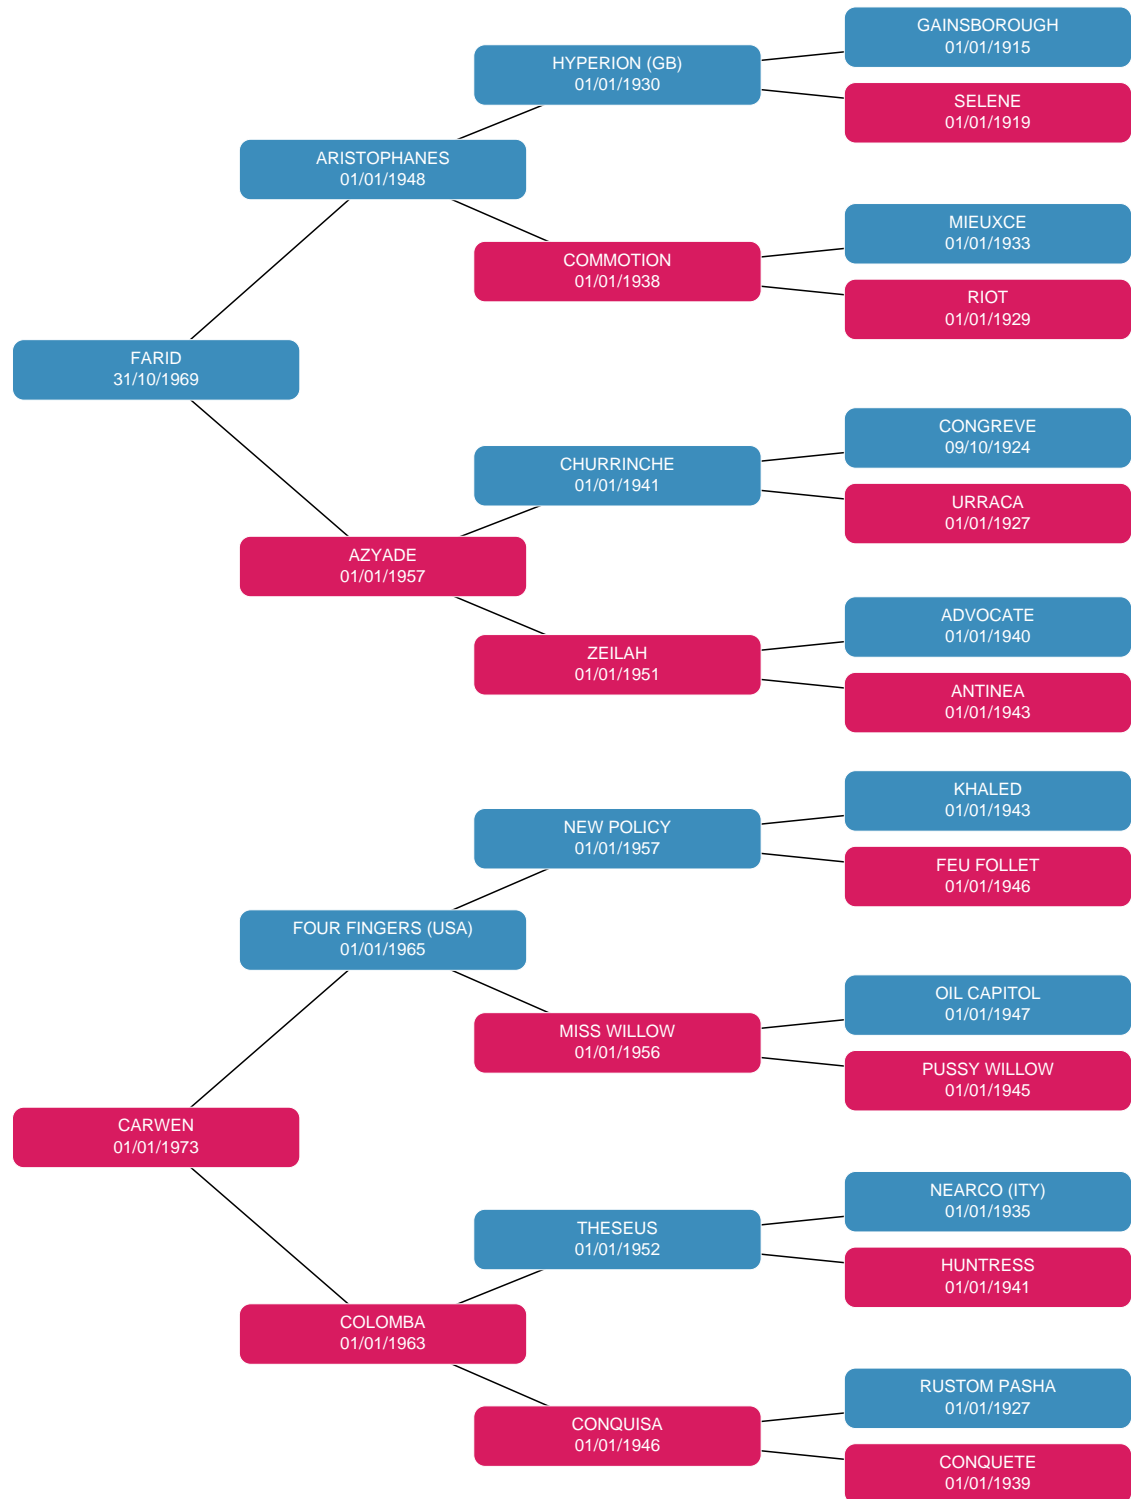 GAINSBOROUGH
01/01/1915
HYPERION (GB)
01/01/1930
SELENE
01/01/1919
ARISTOPHANES
01/01/1948
MIEUXCE
01/01/1933
COMMOTION
01/01/1938
RIOT
01/01/1929
FARID
31/10/1969
CONGREVE
09/10/1924
CHURRINCHE
01/01/1941
URRACA
01/01/1927
AZYADE
01/01/1957
ADVOCATE
01/01/1940
ZEILAH
01/01/1951
ANTINEA
01/01/1943
KHALED
01/01/1943
NEW POLICY
01/01/1957
FEU FOLLET
01/01/1946
FOUR FINGERS (USA)
01/01/1965
OIL CAPITOL
01/01/1947
MISS WILLOW
01/01/1956
PUSSY WILLOW
01/01/1945
CARWEN
01/01/1973
NEARCO (ITY)
01/01/1935
THESEUS
01/01/1952
HUNTRESS
01/01/1941
COLOMBA
01/01/1963
RUSTOM PASHA
01/01/1927
CONQUISA
01/01/1946
CONQUETE
01/01/1939